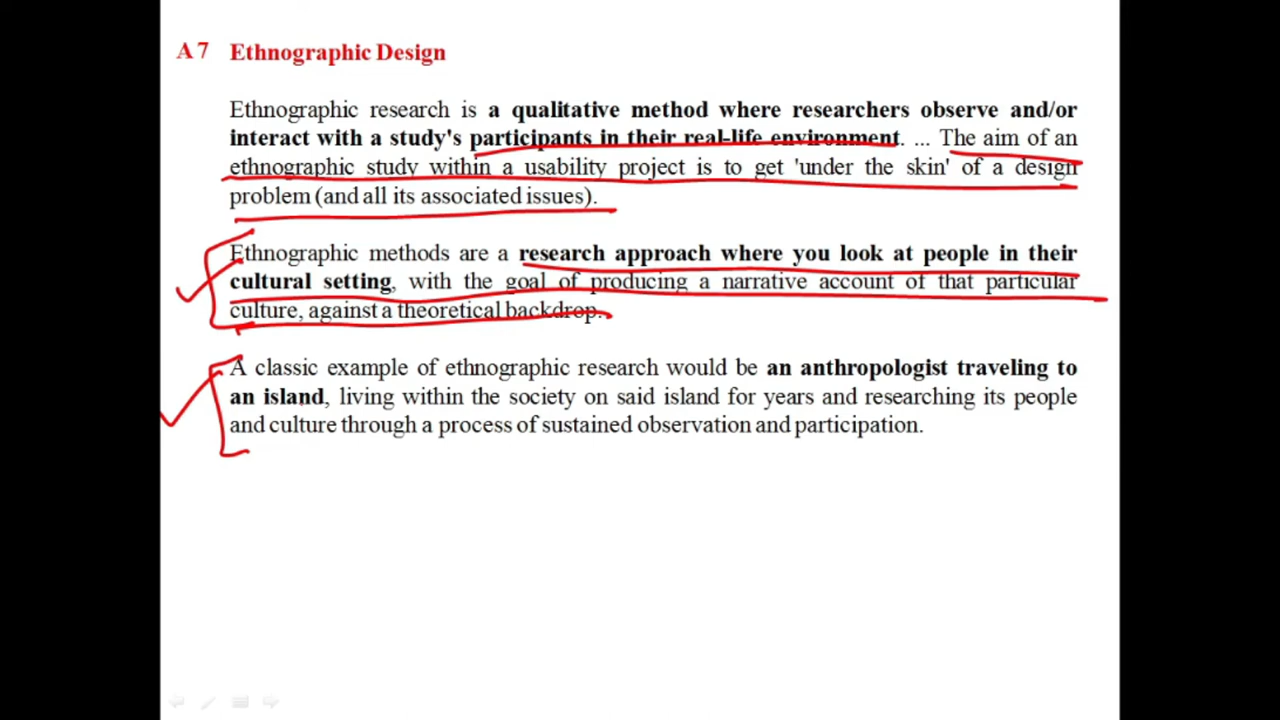 A 7 Ethnographic Design
Ethnographic research is a qualitative method where researchers observe and/or
interact with a study's participants in their real-life environment. ... The aim of an
ethnographic study within a usability project is to get 'under the skin' of a design
problem (and all its associated issues).
Ethnographic methods are a research approach where you look at people in their
cultural setting, with the goal of producing a narrative account of that particular
culture, against a theoretical backdrop.
A classic example of ethnographic research would be an anthropologist traveling to
an island, living within the society on said island for years and researching its people
and culture through a process of sustained observation and participation.